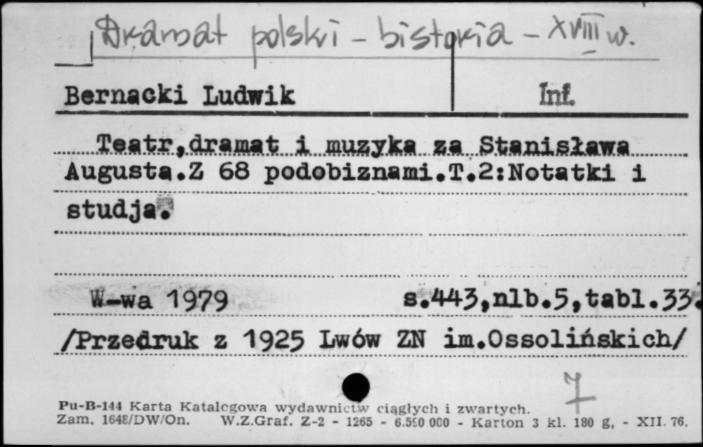 Dramat polski - historia - XVIII w.
Bernacki Ludwik Inf.
Teatr,dramat i muzyka za Stanisława
Augusta.Z 68 podobiznami.T.2:Notatki i
studja.
W-wa 1979 s.443,nlb.5,tabl.33.
/Przedruk z 1925 Lwów ZN im.Ossolińskich/
7
Pu-B-144 Karta Katalogowa wydawnictw ciągłych i zwartych.
Zam. 1648/DW/On. W.Z.Graf. Z-2 - 1265 - 6.550 000 - Karton 3 kl. 180 g, - XII. 76.